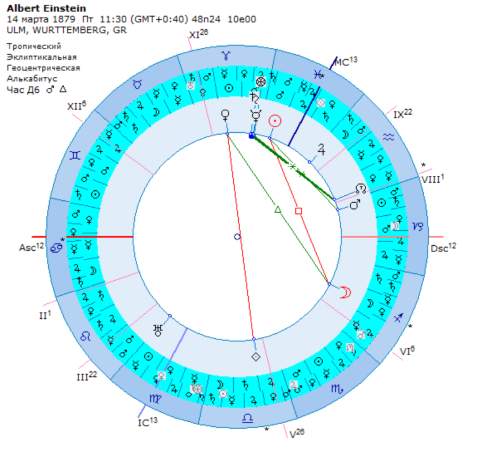 Albert Einstein
14 марта 1879 Пт 11:30 (GMT+0:40) 48n24 10e00
ULM, WURTTEMBERG, GR
Тропический
Эклиптикальная
Геоцентрическая
Алькабитус
Час Д6 ♂ △
XI26
MC13
XII6
IX22
VIII1
Asc12
Dsc12
II1
VI6
III22
IC13
V26